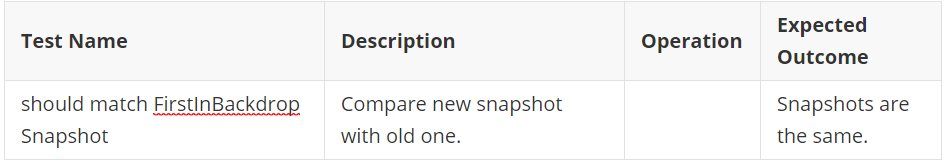 Test Name Description Operation Expected Outcome
should match FirstInBackdrop Snapshot Compare new snapshot with old one. Snapshots are the same.